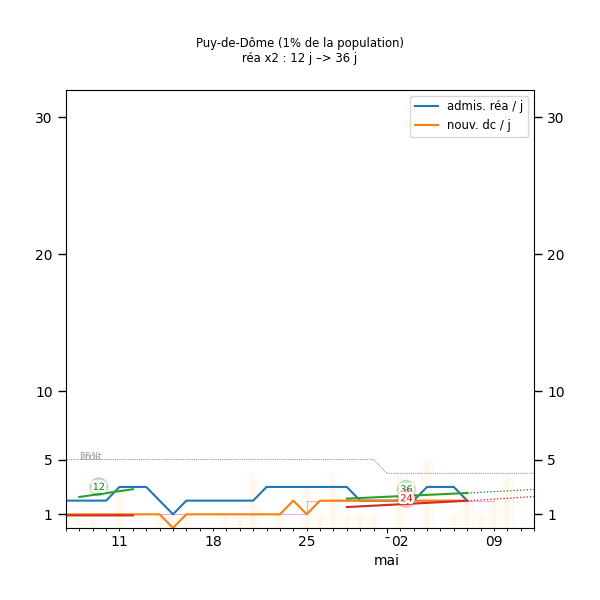 Puy-de-Dôme (1% de la population)
réa x2 : 12 j –> 36 j
admis. réa / j
nouv. dc / j
30 30
20 20
10 10
5 5
12
36
24
1 1
11 18 25 02 09
mai